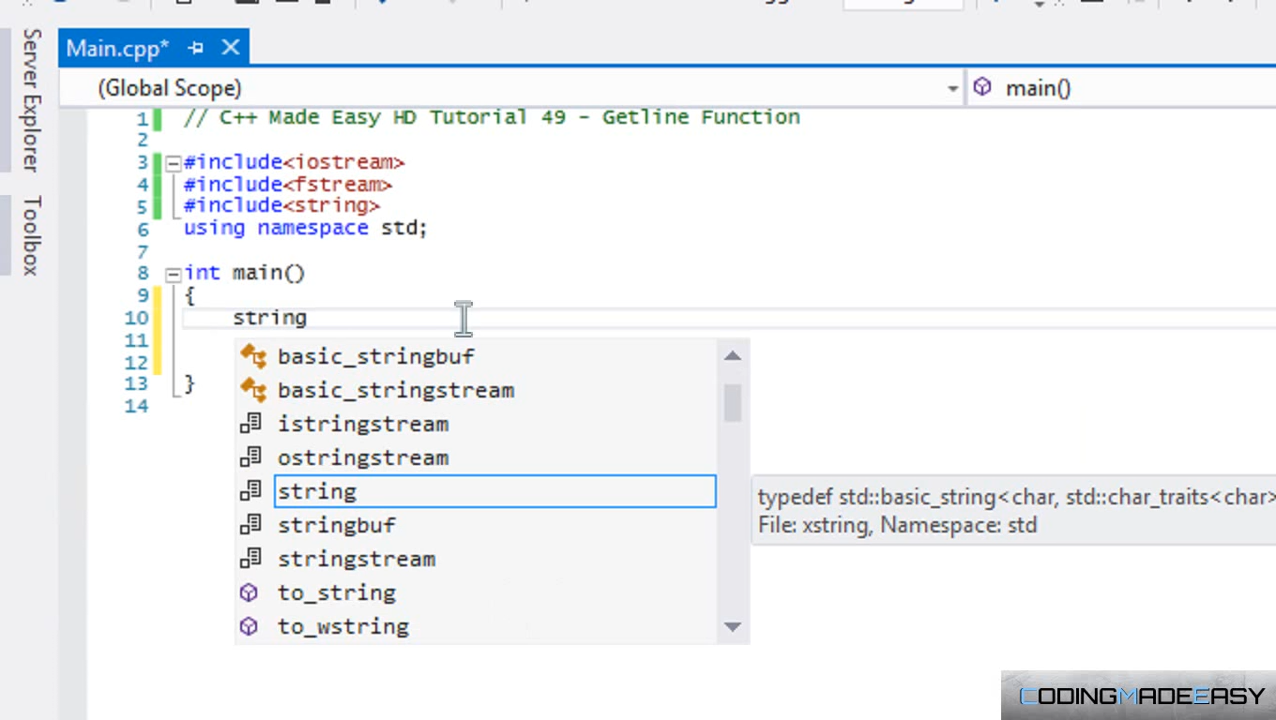 Main.cpp*
Server Explorer
Toolbox
(Global Scope)
main()
1 // C++ Made Easy HD Tutorial 49 - Getline Function
2
3 #include<iostream>
4 #include<fstream>
5 #include<string>
6 using namespace std;
7
8 int main()
9 {
10 string
11
12
13 }
14
basic_stringbuf
basic_stringstream
istringstream
ostringstream
string
stringbuf
stringstream
to_string
to_wstring
typedef std::basic_string<char, std::char_traits<char>
File: xstring, Namespace: std
CODINGMADEEASY